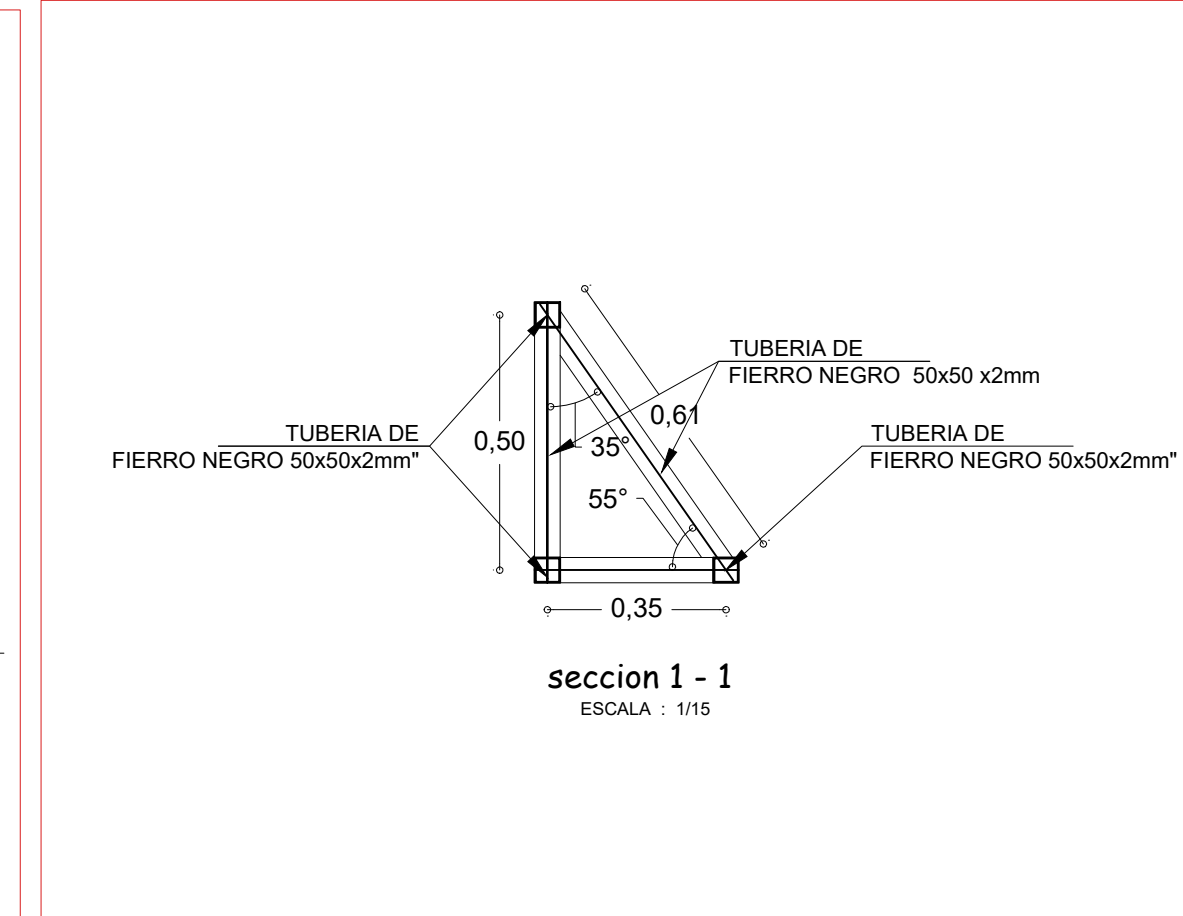 TUBERIA DE
FIERRO NEGRO  50x50 x2mm
0,61
TUBERIA DE
FIERRO NEGRO 50x50x2mm"
0,50
35°
TUBERIA DE
FIERRO NEGRO 50x50x2mm"
55°
0,35
seccion 1 - 1
ESCALA  :  1/15